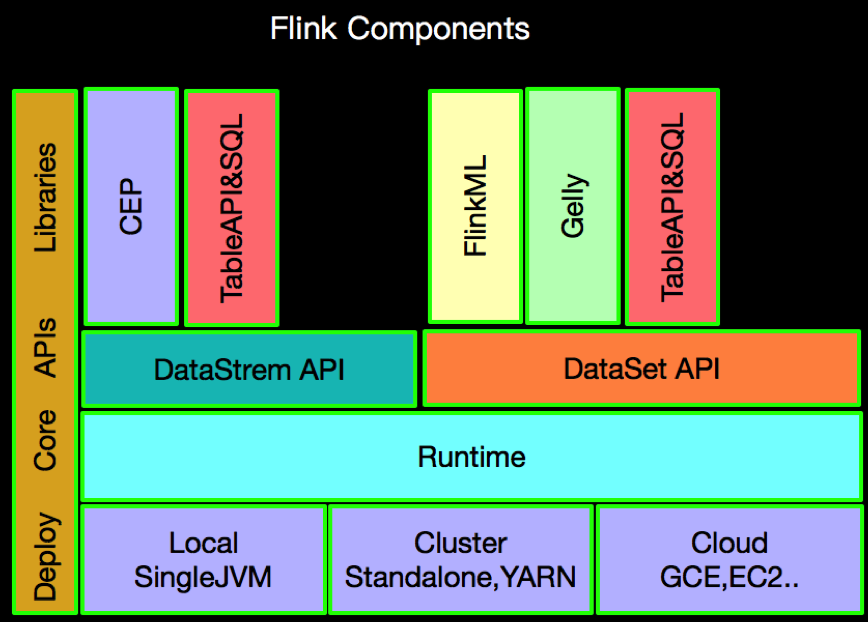 Flink Components
Libraries
CEP
TableAPI&SQL
FlinkML
Gelly
TableAPI&SQL
APIs
DataStrem API
DataSet API
Core
Runtime
Deploy
Local
SingleJVM
Cluster
Standalone,YARN
Cloud
GCE,EC2..